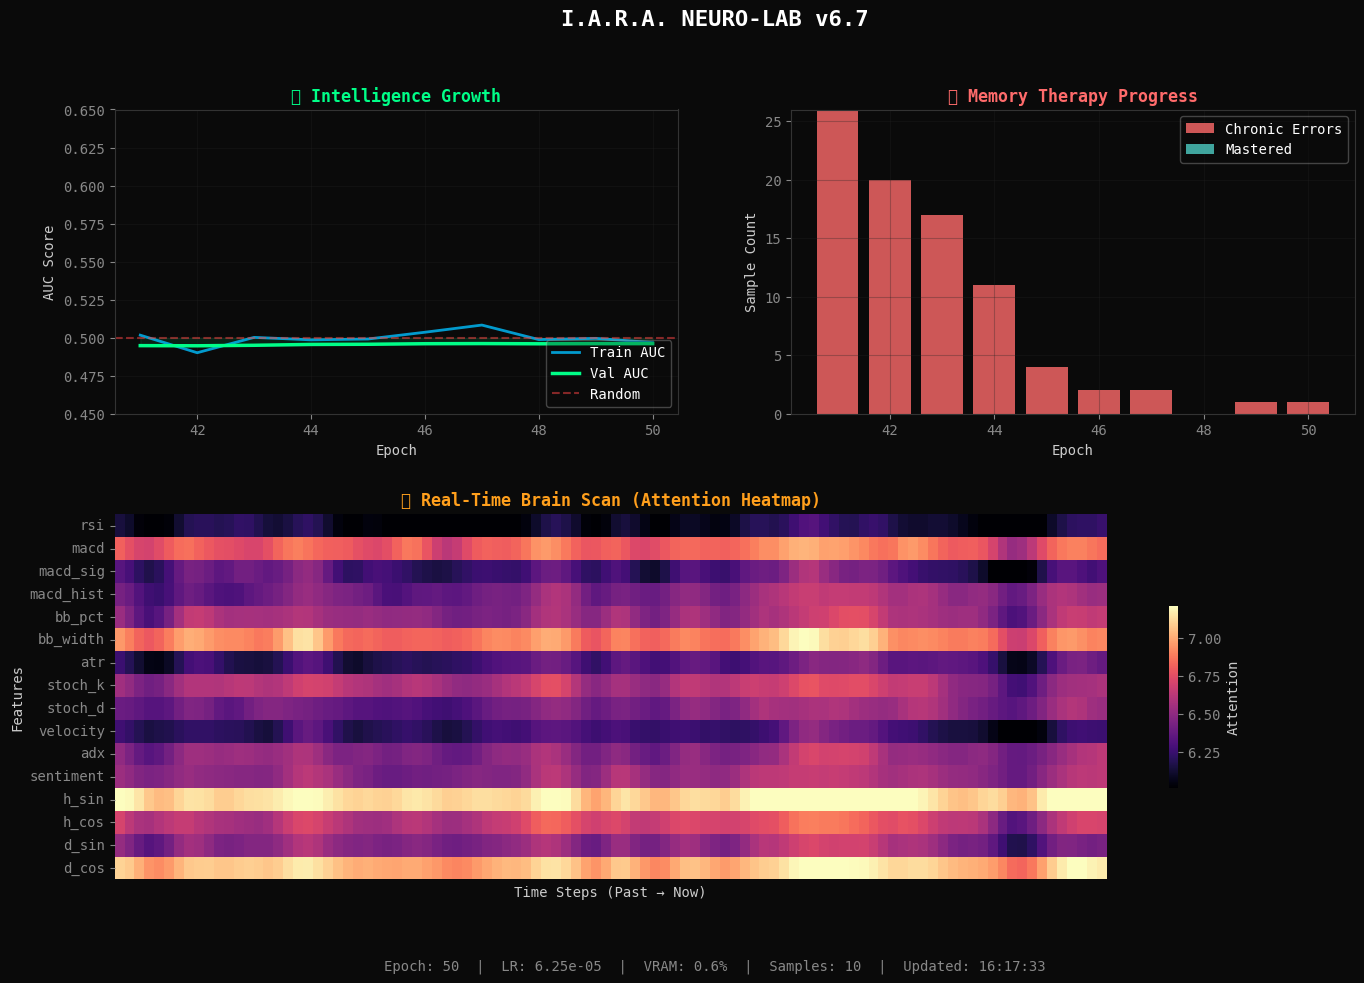 I.A.R.A. NEURO-LAB v6.7
Intelligence Growth
0.650
0.625
0.600
0.575
0.550
0.525
0.500
0.475
0.450
AUC Score
Train AUC
Val AUC
Random
42 44 46 48 50
Epoch
Memory Therapy Progress
25
20
15
10
5
0
Sample Count
Chronic Errors
Mastered
42 44 46 48 50
Epoch
Real-Time Brain Scan (Attention Heatmap)
Features
rsi
macd
macd_sig
macd_hist
bb_pct
bb_width
atr
stoch_k
stoch_d
velocity
adx
sentiment
h_sin
h_cos
d_sin
d_cos
Time Steps (Past → Now)
7.00
6.75
6.50
6.25
Attention
Epoch: 50 | LR: 6.25e-05 | VRAM: 0.6% | Samples: 10 | Updated: 16:17:33